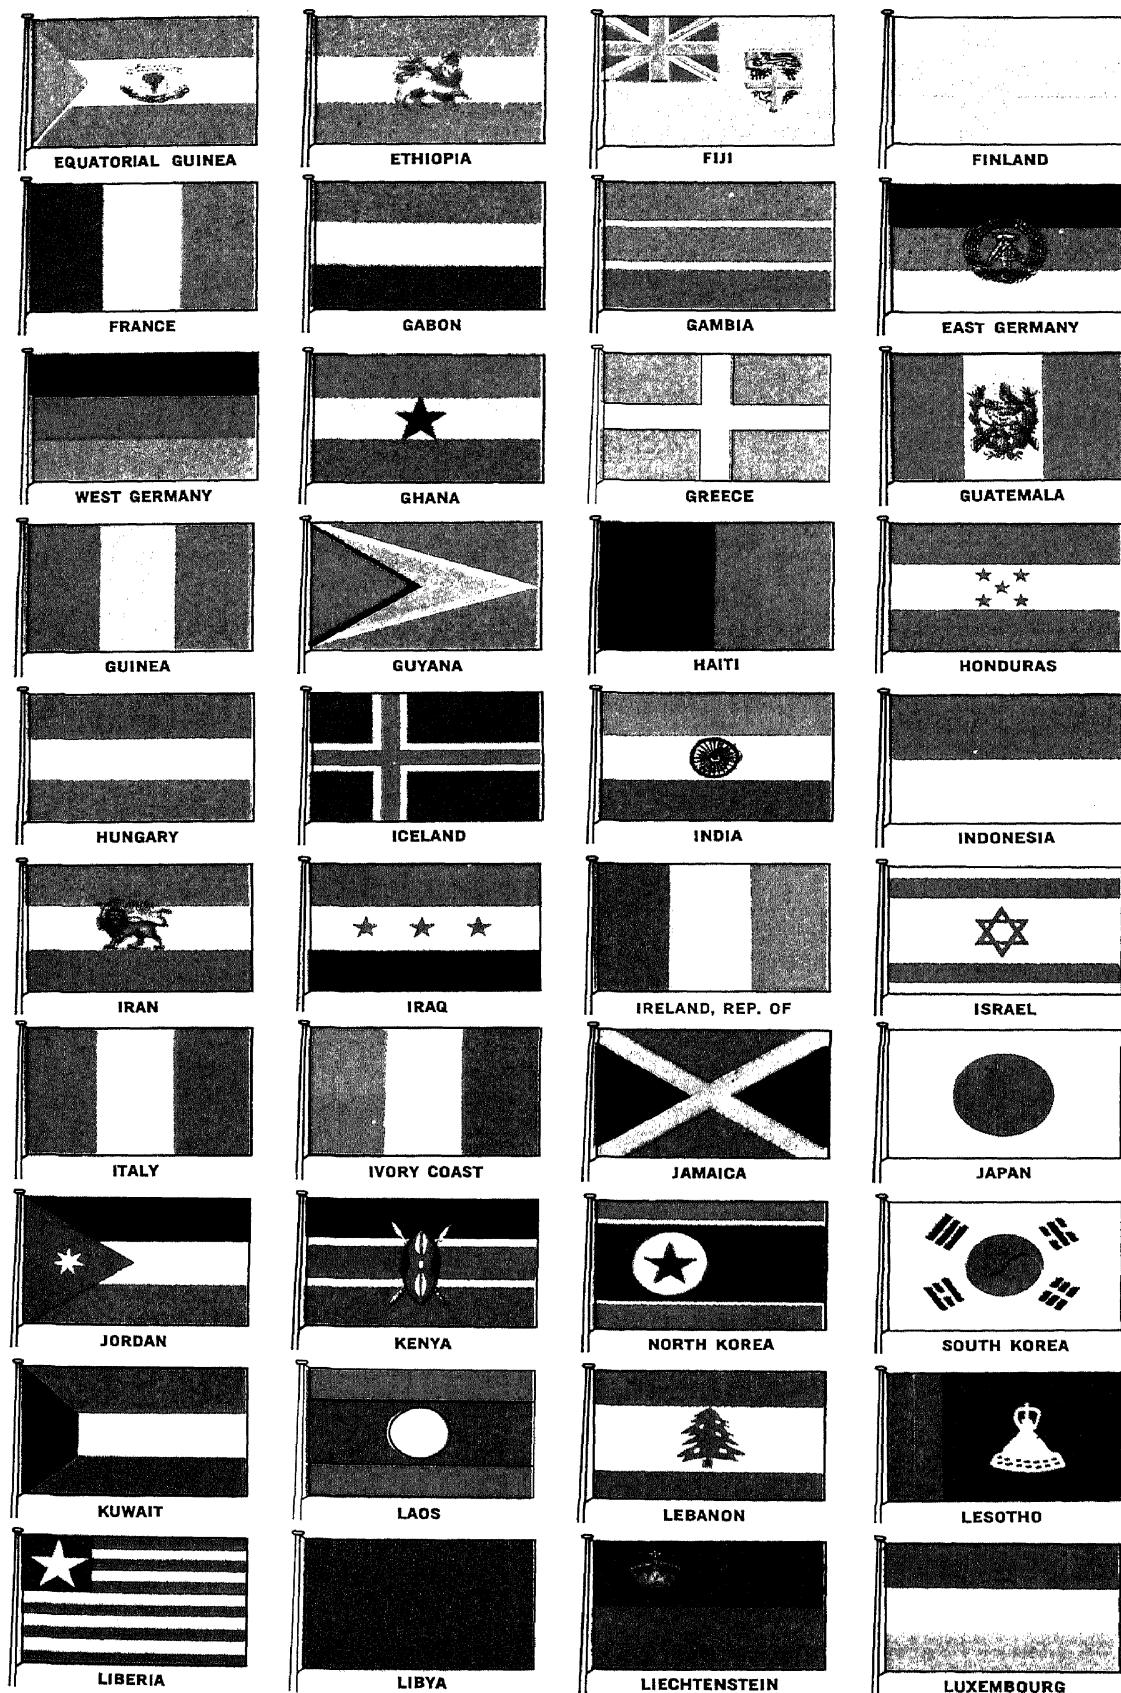 EQUATORIAL GUINEA
ETHIOPIA
FIJI
FINLAND
FRANCE
GABON
GAMBIA
EAST GERMANY
WEST GERMANY
GHANA
GREECE
GUATEMALA
GUINEA
GUYANA
HAITI
HONDURAS
HUNGARY
ICELAND
INDIA
INDONESIA
IRAN
IRAQ
IRELAND, REP. OF
ISRAEL
ITALY
IVORY COAST
JAMAICA
JAPAN
JORDAN
KENYA
NORTH KOREA
SOUTH KOREA
KUWAIT
LAOS
LEBANON
LESOTHO
LIBERIA
LIBYA
LIECHTENSTEIN
LUXEMBOURG